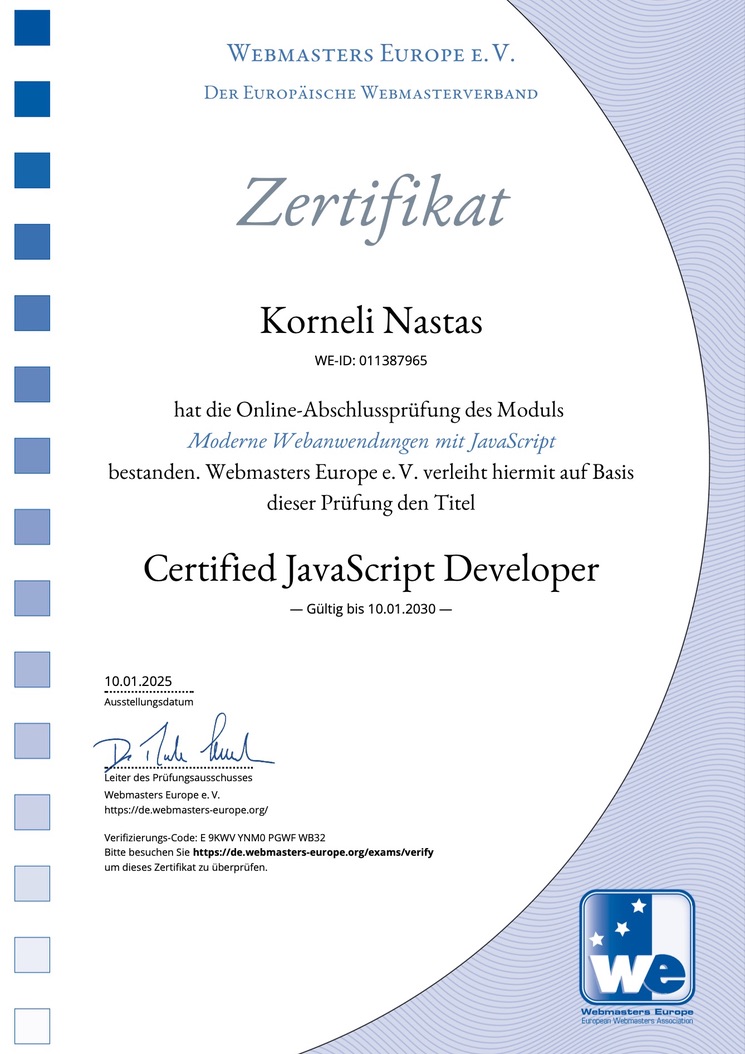 Webmasters Europe e. V.
Der Europäische Webmasterverband
Zertifikat
Korneli Nastas
WE-ID: 011387965
hat die Online-Abschlussprüfung des Moduls
Moderne Webanwendungen mit JavaScript
bestanden. Webmasters Europe e. V. verleiht hiermit auf Basis
dieser Prüfung den Titel
Certified JavaScript Developer
— Gültig bis 10.01.2030 —
10.01.2025
Ausstellungsdatum
Leiter des Prüfungsausschusses
Webmasters Europe e. V.
https://de.webmasters-europe.org/
Verifizierungs-Code: E 9KWV YNM0 PGWF WB32
Bitte besuchen Sie https://de.webmasters-europe.org/exams/verify
um dieses Zertifikat zu überprüfen.
we
Webmasters Europe
European Webmasters Association